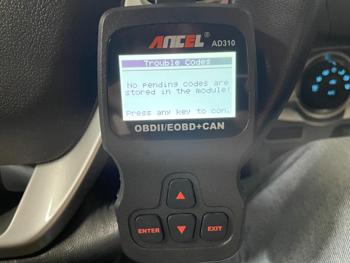 ANCEL® AD310
Trouble Codes
No pending codes are
stored in the module!
Press any key to con.
OBDII/EOBD+CAN
ENTER
EXIT